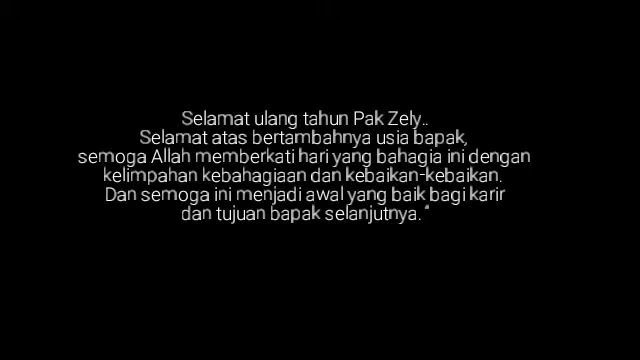 Selamat ulang tahun Pak Zely..
Selamat atas bertambahnya usia bapak,
semoga Allah memberkati hari yang bahagia ini dengan
kelimpahan kebahagiaan dan kebaikan-kebaikan.
Dan semoga ini menjadi awal yang baik bagi karir
dan tujuan bapak selanjutnya. “